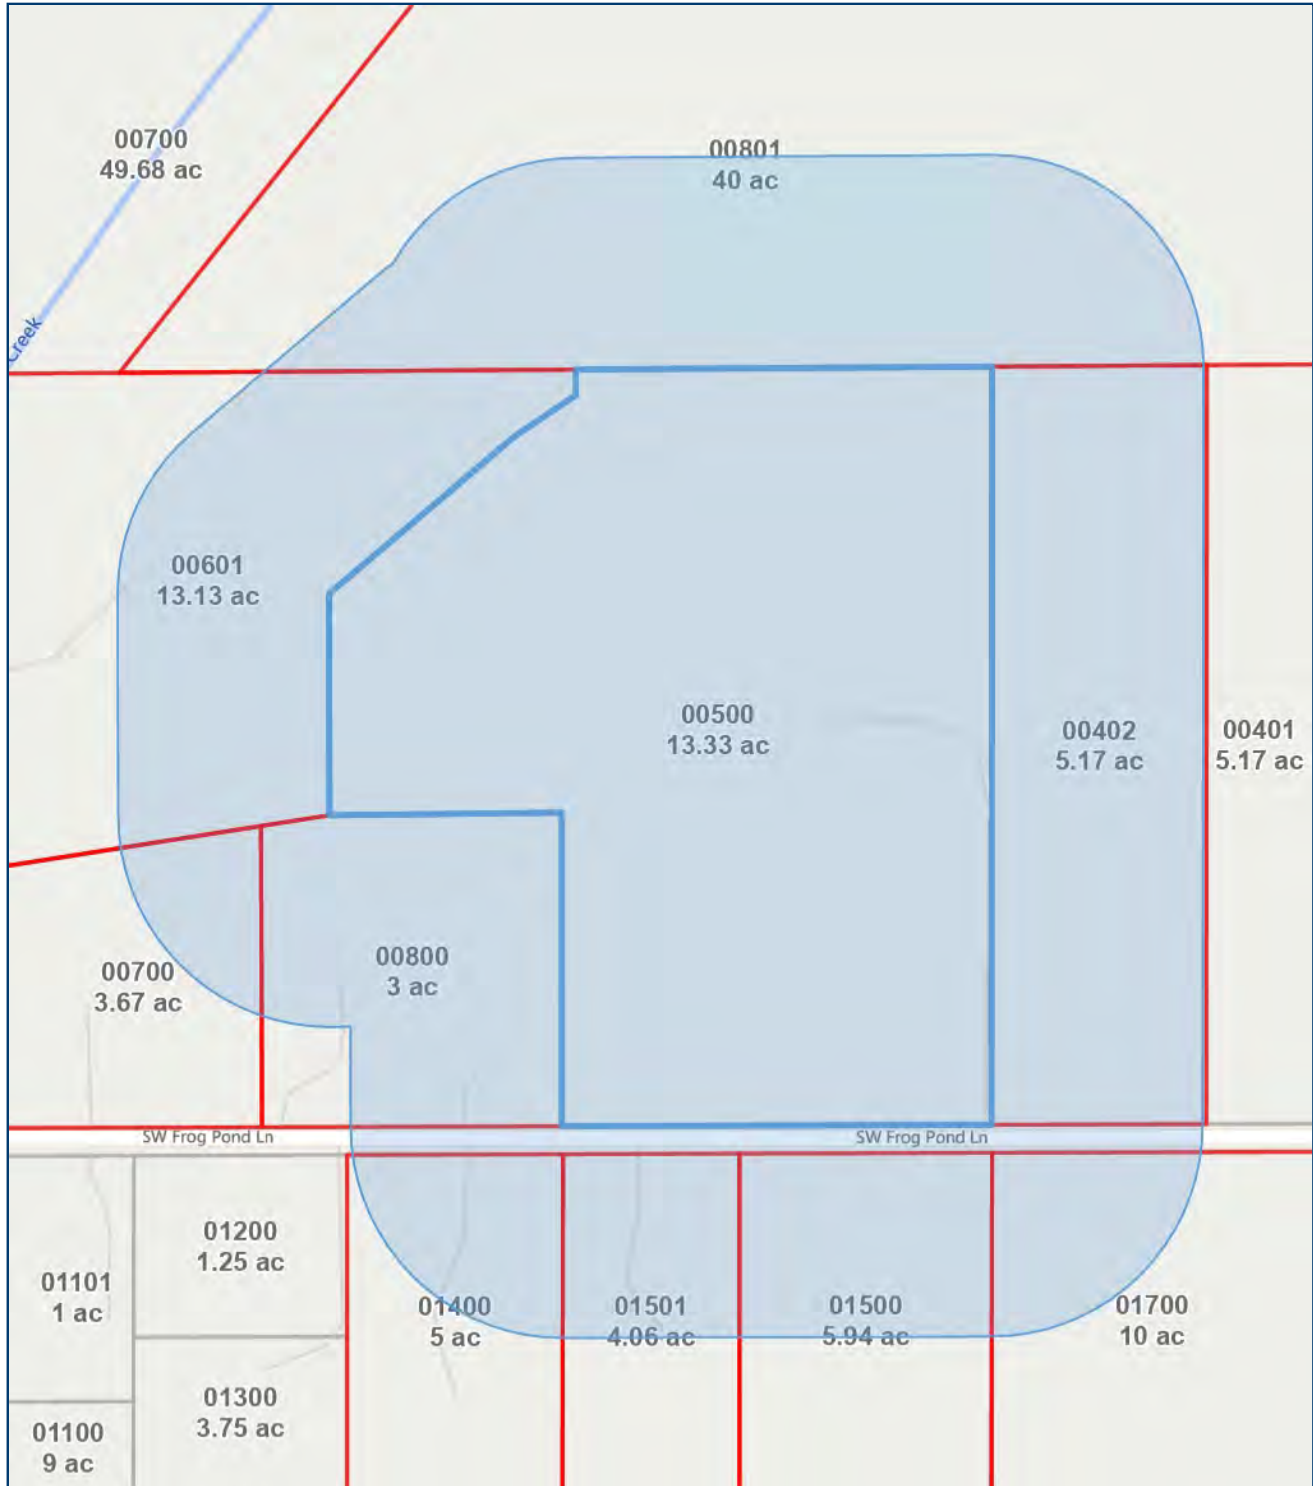 00700
49.68 ac
00801
40 ac
Creek
00601
13.13 ac
00500
13.33 ac
00402
5.17 ac
00401
5.17 ac
00700
3.67 ac
00800
3 ac
SW Frog Pond Ln
SW Frog Pond Ln
01200
1.25 ac
01101
1 ac
01400
5 ac
01501
4.06 ac
01500
5.94 ac
01700
10 ac
01300
3.75 ac
01100
9 ac